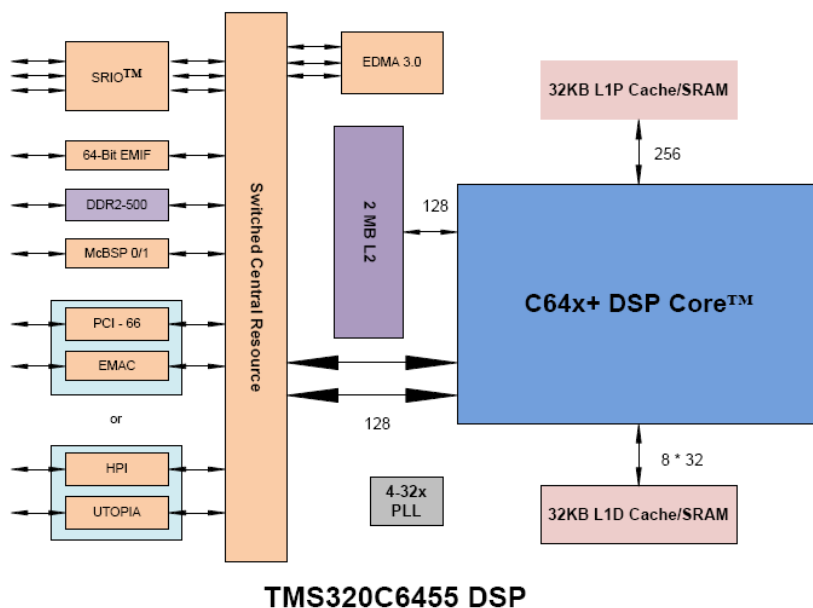 SRIO™
EDMA 3.0
32KB L1P Cache/SRAM
64-Bit EMIF
256
DDR2-500
2 MB L2
128
McBSP 0/1
Switched Central Resource
C64x+ DSP Core™
PCI - 66
EMAC
or
128
HPI
8 * 32
UTOPIA
4-32x
PLL
32KB L1D Cache/SRAM
TMS320C6455 DSP